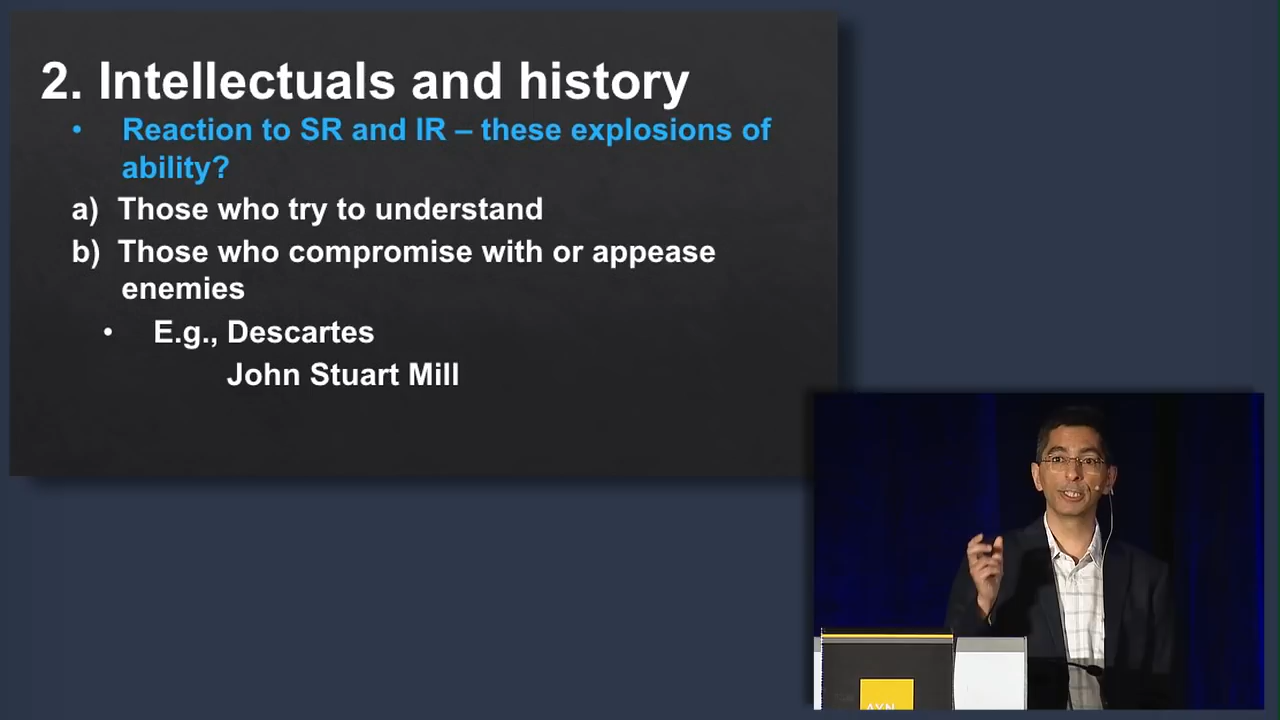 2. Intellectuals and history
• Reaction to SR and IR – these explosions of
ability?
a) Those who try to understand
b) Those who compromise with or appease
enemies
• E.g., Descartes
John Stuart Mill
AYN